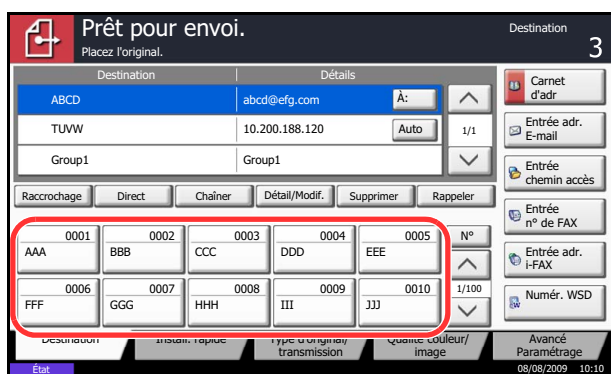 Prêt pour envoi.
Placez l'original.
Destination
3
Destination Détails
ABCD abcd@efg.com À:
TUVW 10.200.188.120 Auto 1/1
Group1 Group1
Raccrochage Direct Chaîner Détail/Modif. Supprimer Rappeler
0001 0002 0003 0004 0005 N°
AAA BBB CCC DDD EEE
0006 0007 0008 0009 0010 1/100
FFF GGG HHH III JJJ
Carnet
d'adr
Entrée adr.
E-mail
Entrée
chemin accès
Entrée
n° de FAX
Entrée adr.
i-FAX
Numér. WSD
Destination Install. rapide Type d'original/
transmission
Qualité couleur/
image
Avancé
Paramétrage
État 08/08/2009 10:10